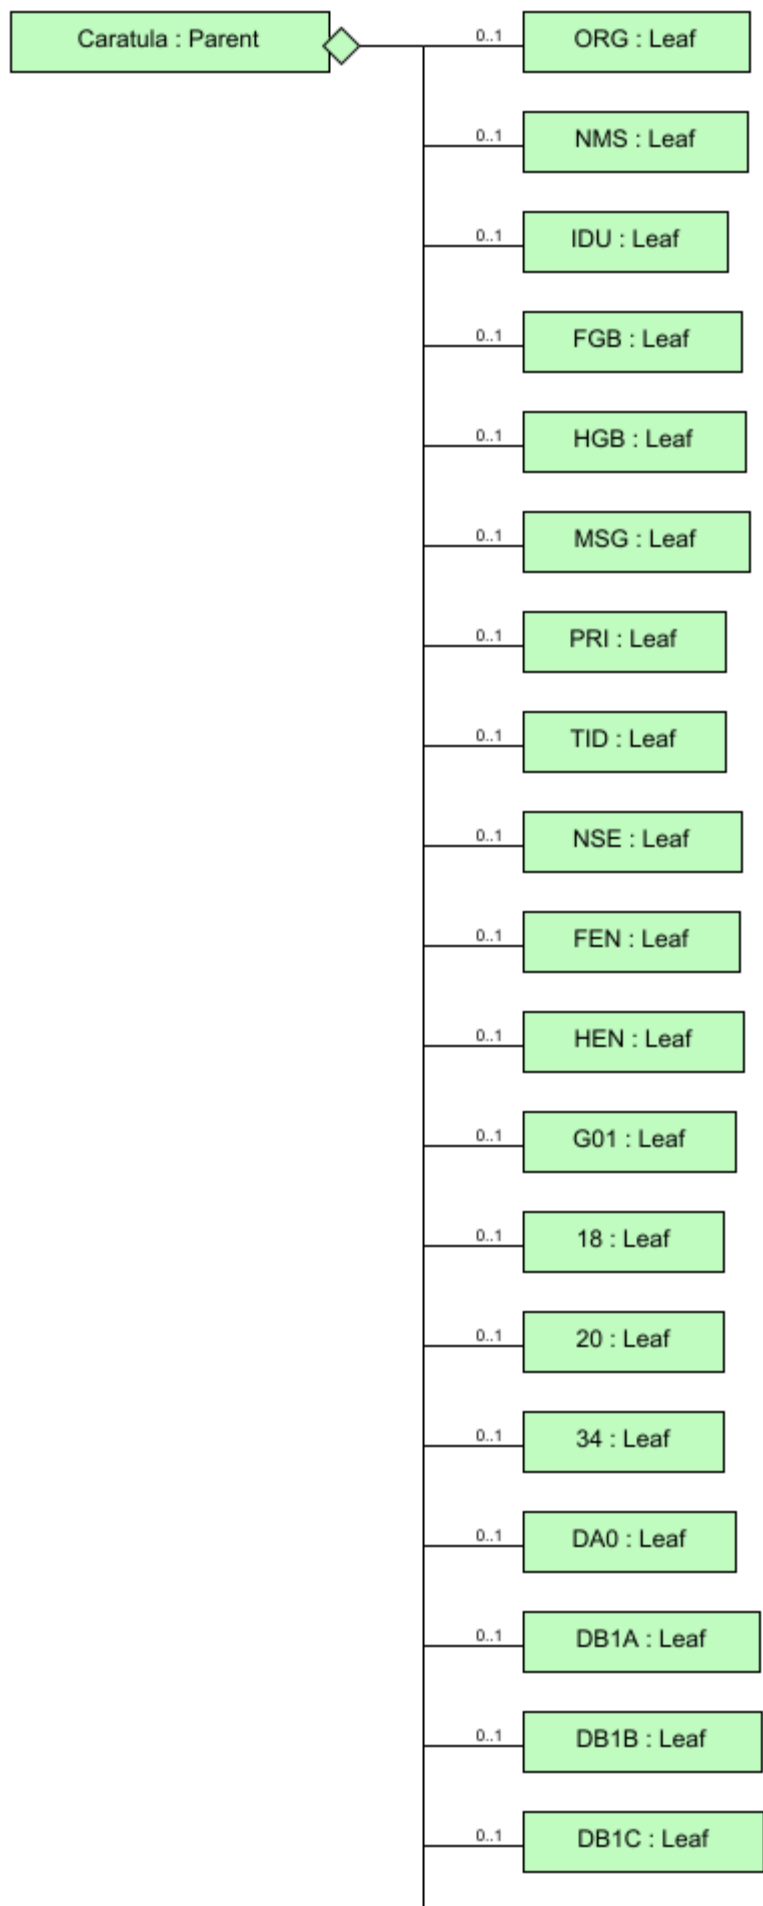 Caratula : Parent
0..1 ORG : Leaf
0..1 NMS : Leaf
0..1 IDU : Leaf
0..1 FGB : Leaf
0..1 HGB : Leaf
0..1 MSG : Leaf
0..1 PRI : Leaf
0..1 TID : Leaf
0..1 NSE : Leaf
0..1 FEN : Leaf
0..1 HEN : Leaf
0..1 G01 : Leaf
0..1 18 : Leaf
0..1 20 : Leaf
0..1 34 : Leaf
0..1 DA0 : Leaf
0..1 DB1A : Leaf
0..1 DB1B : Leaf
0..1 DB1C : Leaf